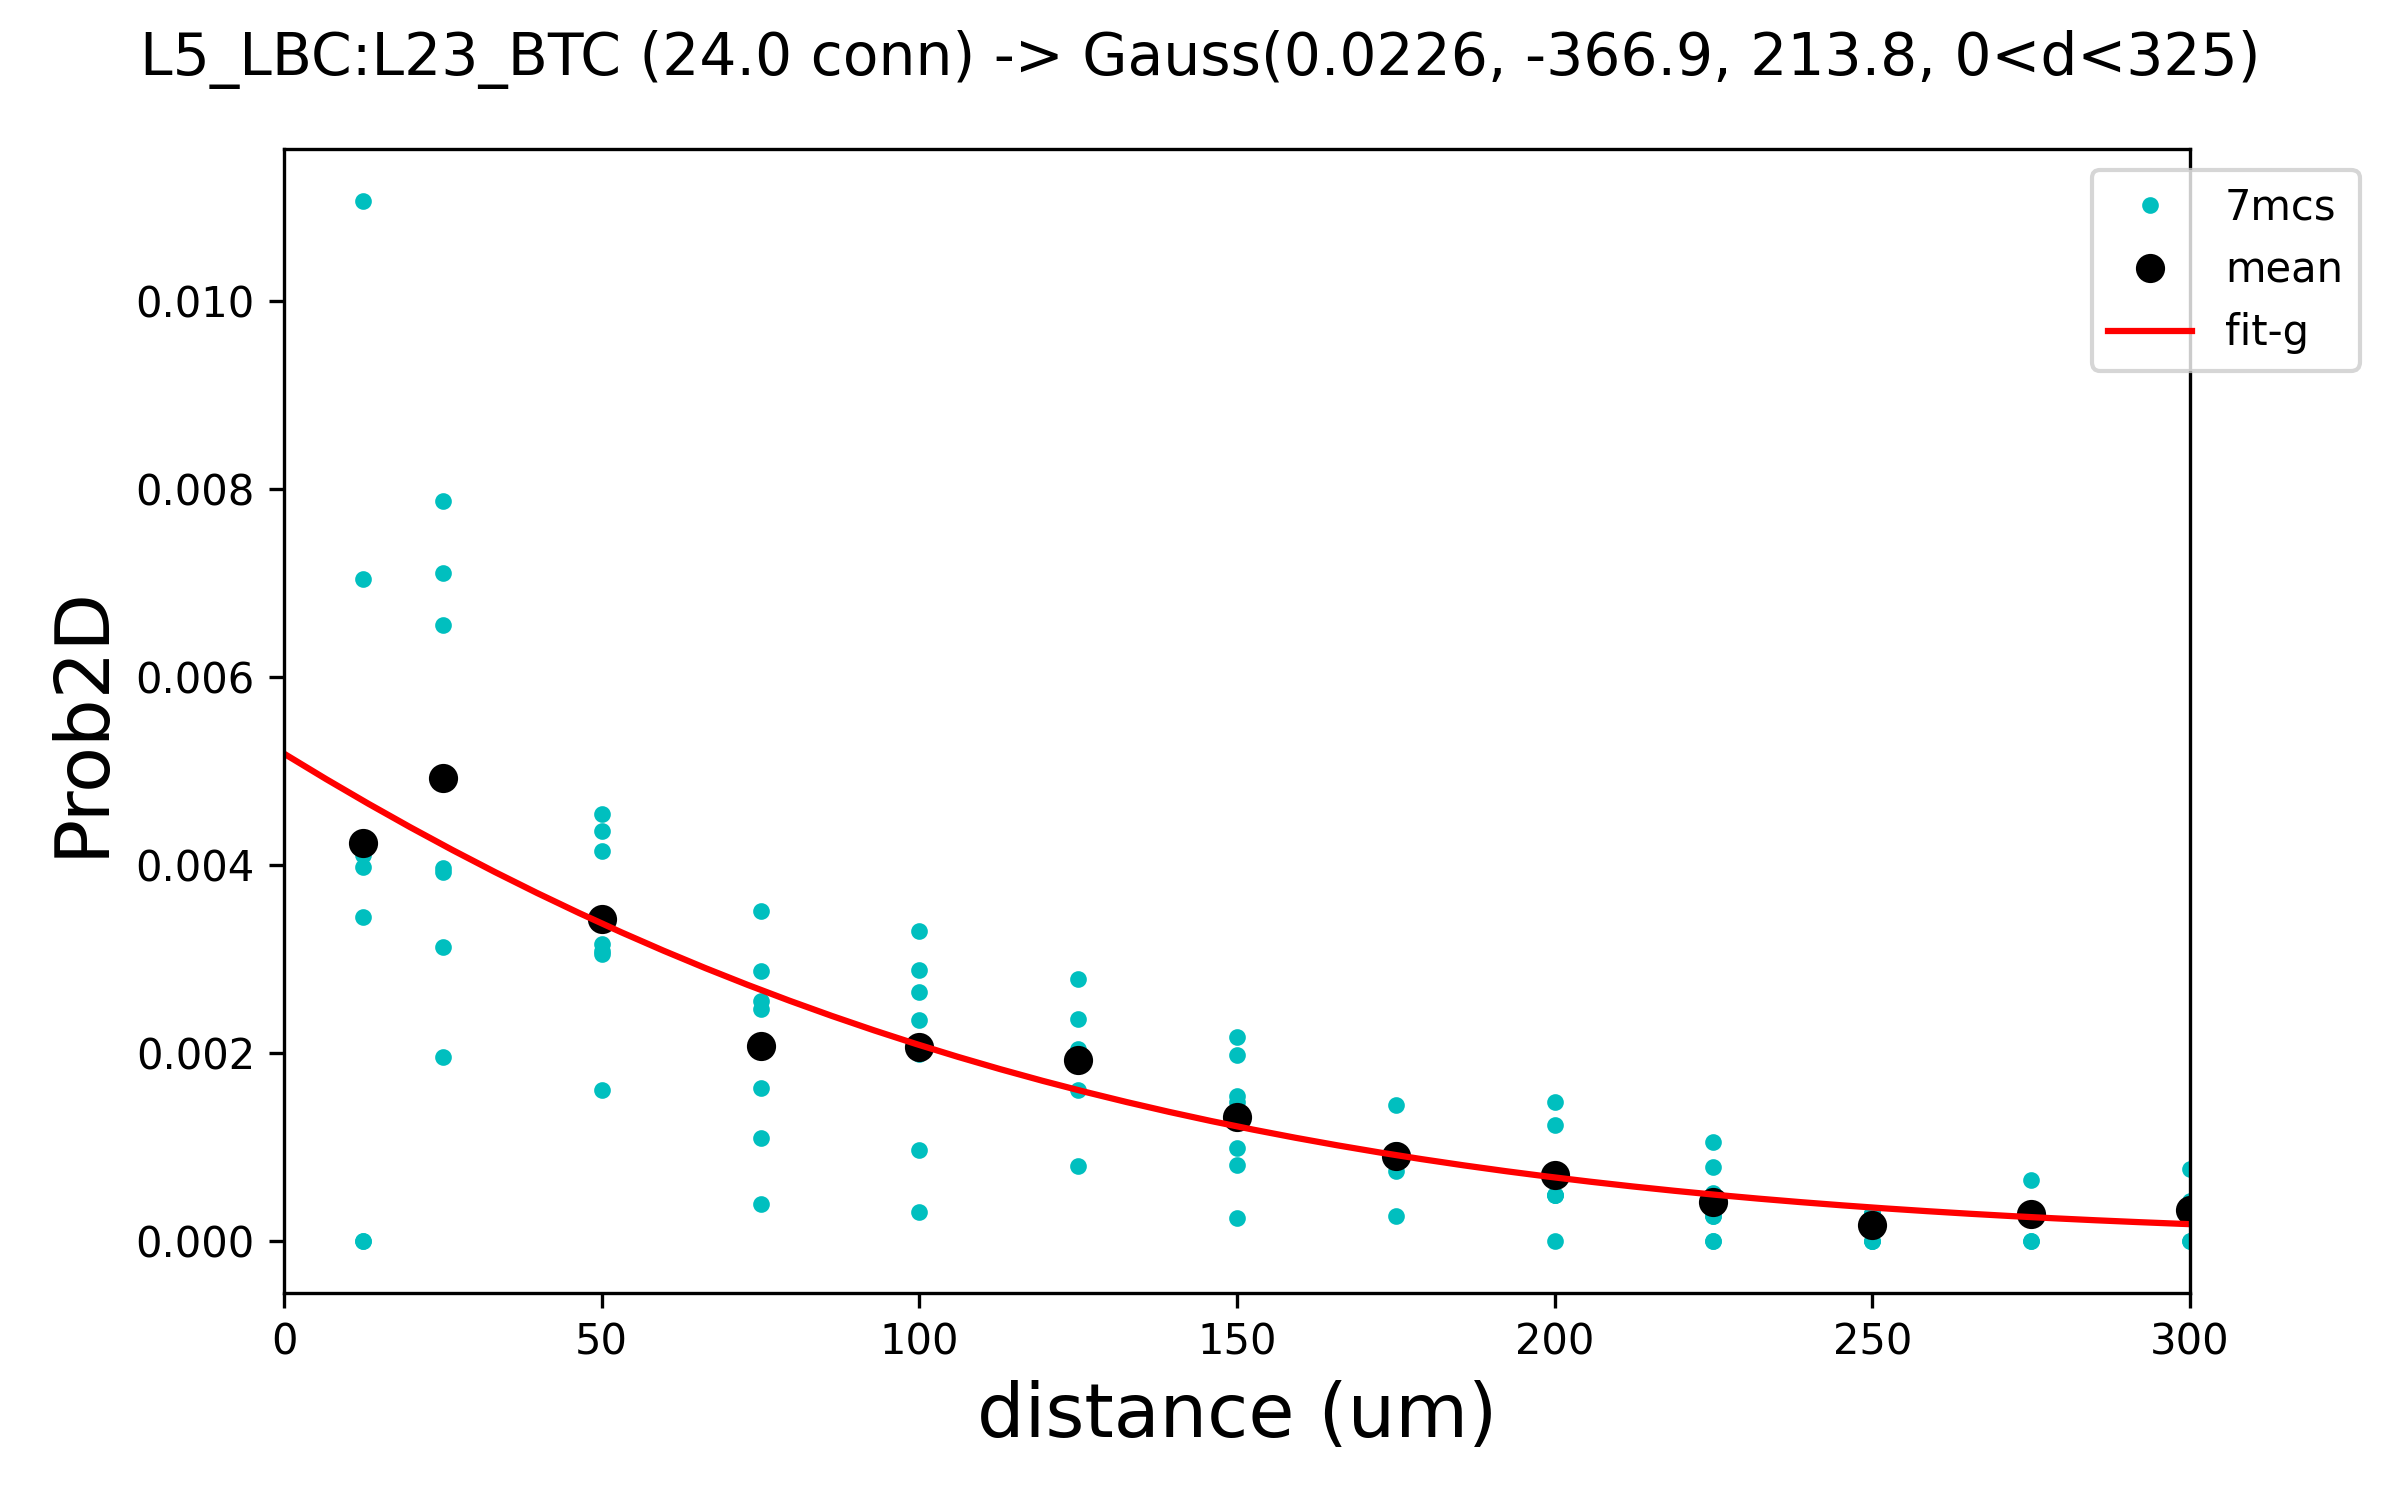 L5_LBC:L23_BTC (24.0 conn) -> Gauss(0.0226, -366.9, 213.8, 0<d<325)
7mcs
mean
fit-g
Prob2D
0.010
0.008
0.006
0.004
0.002
0.000
0 50 100 150 200 250 300
distance (um)